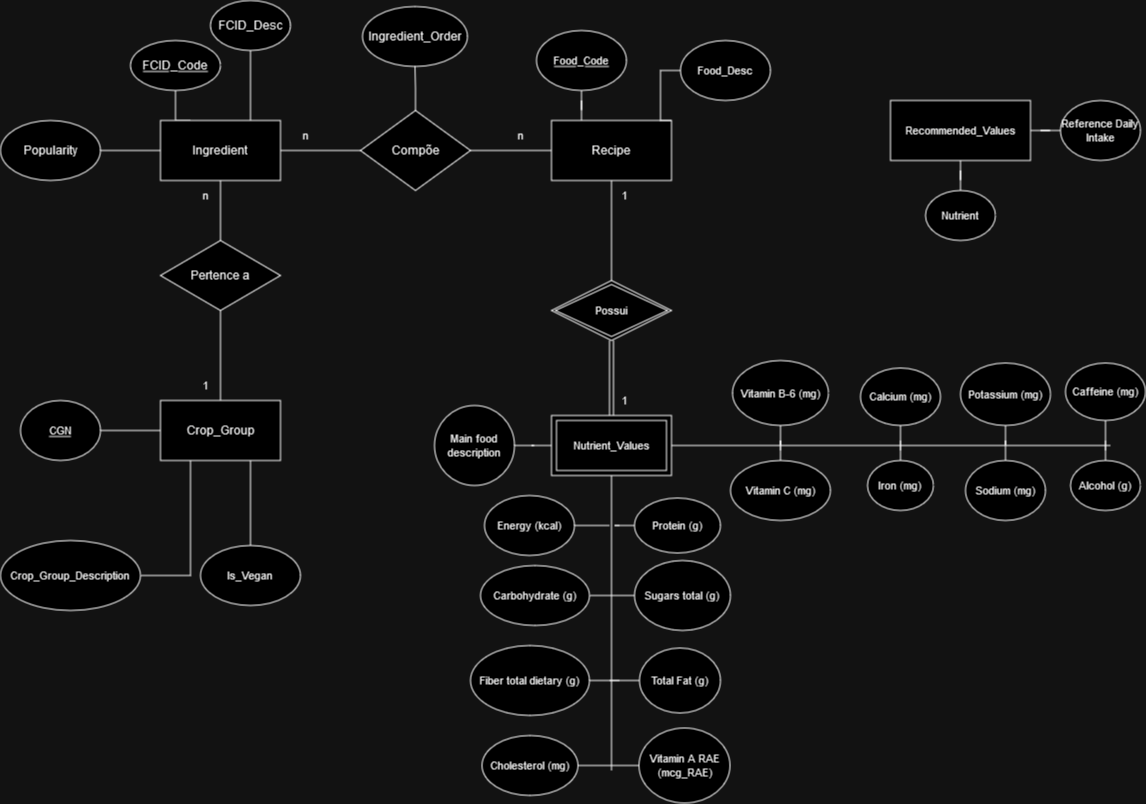 FCID_Desc
Ingredient_Order
FCID_Code
Food_Code
Food_Desc
Popularity
Ingredient
n
Compõe
n
Recipe
Recommended_Values
Reference Daily
Intake
n
1
Nutrient
Pertence a
Possui
1
1
CGN
Crop_Group
Main food
description
Nutrient_Values
Vitamin B-6 (mg)
Calcium (mg)
Potassium (mg)
Caffeine (mg)
Vitamin C (mg)
Iron (mg)
Sodium (mg)
Alcohol (g)
Energy (kcal)
Protein (g)
Crop_Group_Description
Is_Vegan
Carbohydrate (g)
Sugars total (g)
Fiber total dietary (g)
Total Fat (g)
Cholesterol (mg)
Vitamin A RAE
(mcg_RAE)